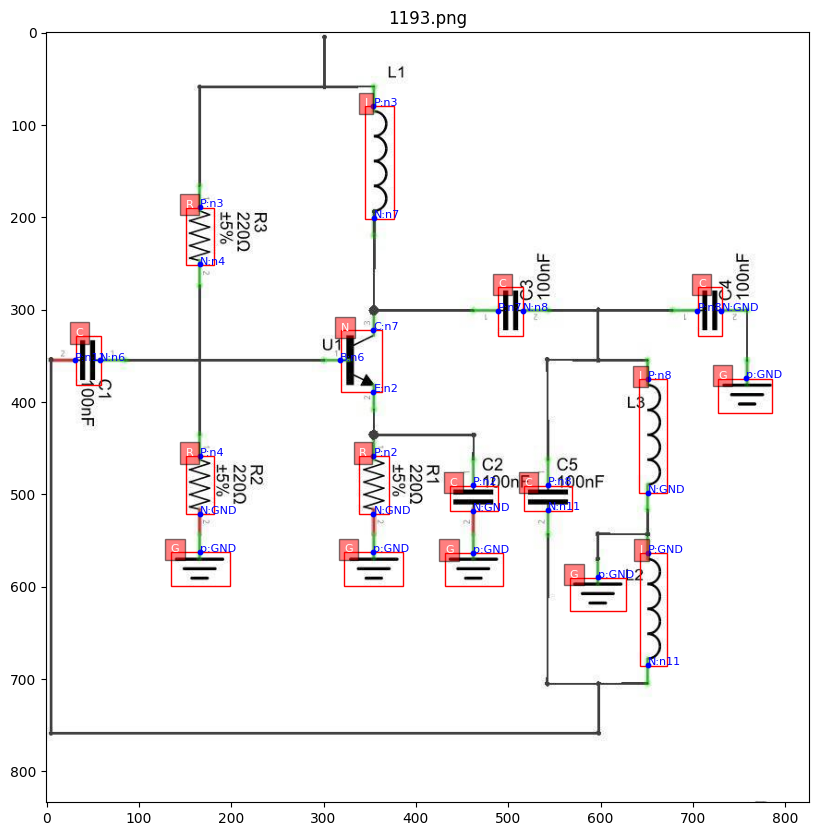 1193.png
L1
P:n3
N:n7
R
P:n3
R3
220Ω
±5%
N:n4
C
C3
100nF
N:n8
C
C4
100nF
N:GND
C
N:n6
C1
100nF
U1
N
C:n7
B:n6
E:n2
P:n8
L3
N:GND
G
p:GND
R
P:n4
R2
220Ω
±5%
N:GND
R
P:n2
R1
220Ω
±5%
N:GND
C
C2
100nF
P:n2
N:GND
C
C5
100nF
P:n8
N:n11
G
p:GND
G
p:GND
G
p:GND
G
p:GND
L2
P:GND
N:n11
0
100
200
300
400
500
600
700
800
0 100 200 300 400 500 600 700 800